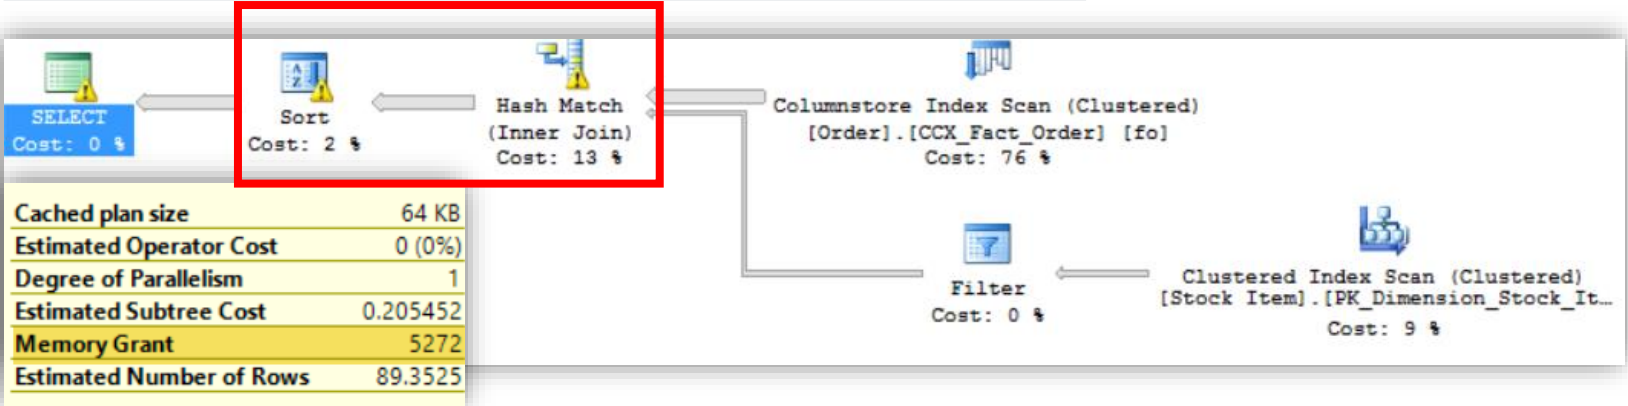 SELECT
Cost: 0 %
Sort
Cost: 2 %
Hash Match
(Inner Join)
Cost: 13 %
Columnstore Index Scan (Clustered)
[Order].[CCX_Fact_Order] [fo]
Cost: 76 %
Filter
Cost: 0 %
Clustered Index Scan (Clustered)
[Stock Item].[PK_Dimension_Stock_It...
Cost: 9 %
Cached plan size 64 KB
Estimated Operator Cost 0 (0%)
Degree of Parallelism 1
Estimated Subtree Cost 0.205452
Memory Grant 5272
Estimated Number of Rows 89.3525